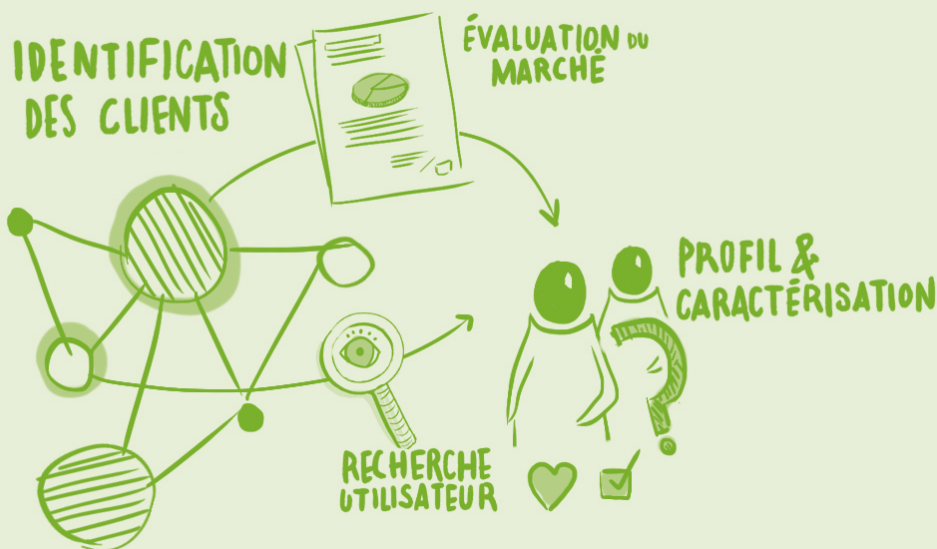 IDENTIFICATION
DES CLIENTS
ÉVALUATION DU
MARCHÉ
PROFIL &
CARACTÉRISATION
RECHERCHE
UTILISATEUR